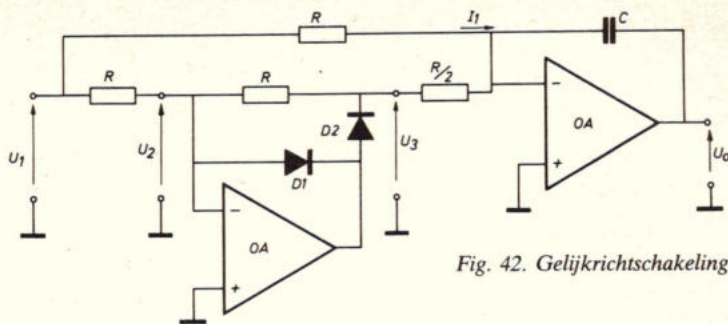 R
I1
C
R
R
R/2
D2
U1
U2
U3
D1
−
OA
+
U0
−
OA
+
Fig. 42. Gelijkrichtschakeling